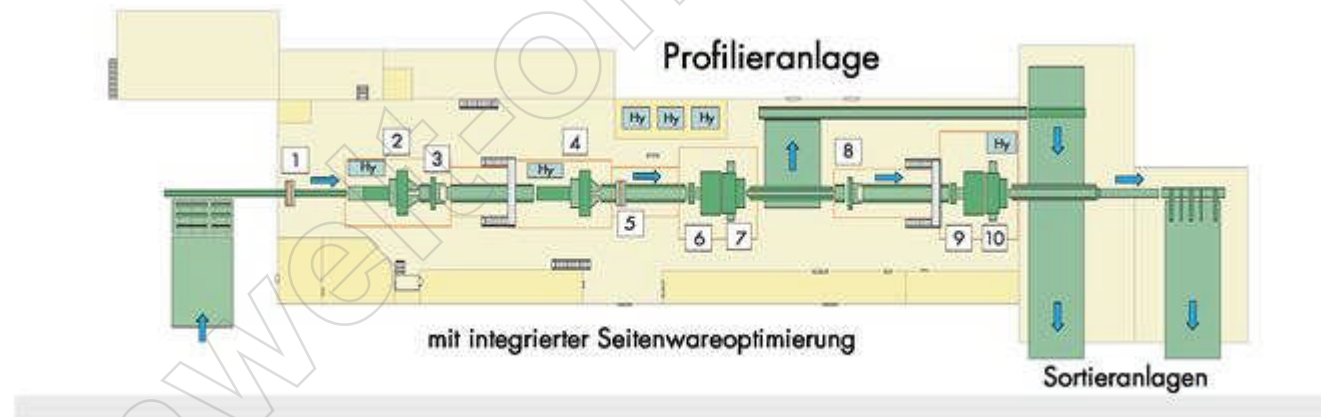 Profilieranlage
Hy Hy Hy
1
2
3
4
8
Hy
Hy
Hy
5
6
7
9
10
mit integrierter Seitenwareoptimierung
Sortieranlagen